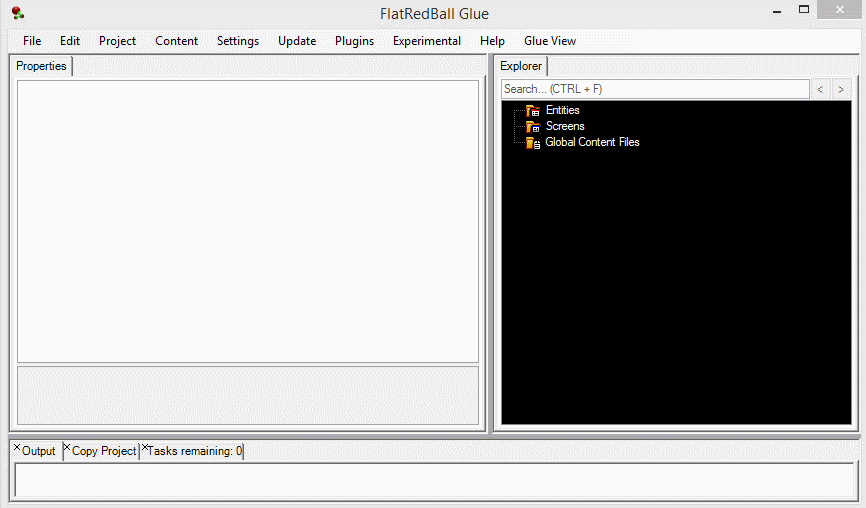 FlatRedBall Glue
File Edit Project Content Settings Update Plugins Experimental Help Glue View
Properties
Explorer
Search... (CTRL + F) < >
Entities
Screens
Global Content Files
Output Copy Project Tasks remaining: 0